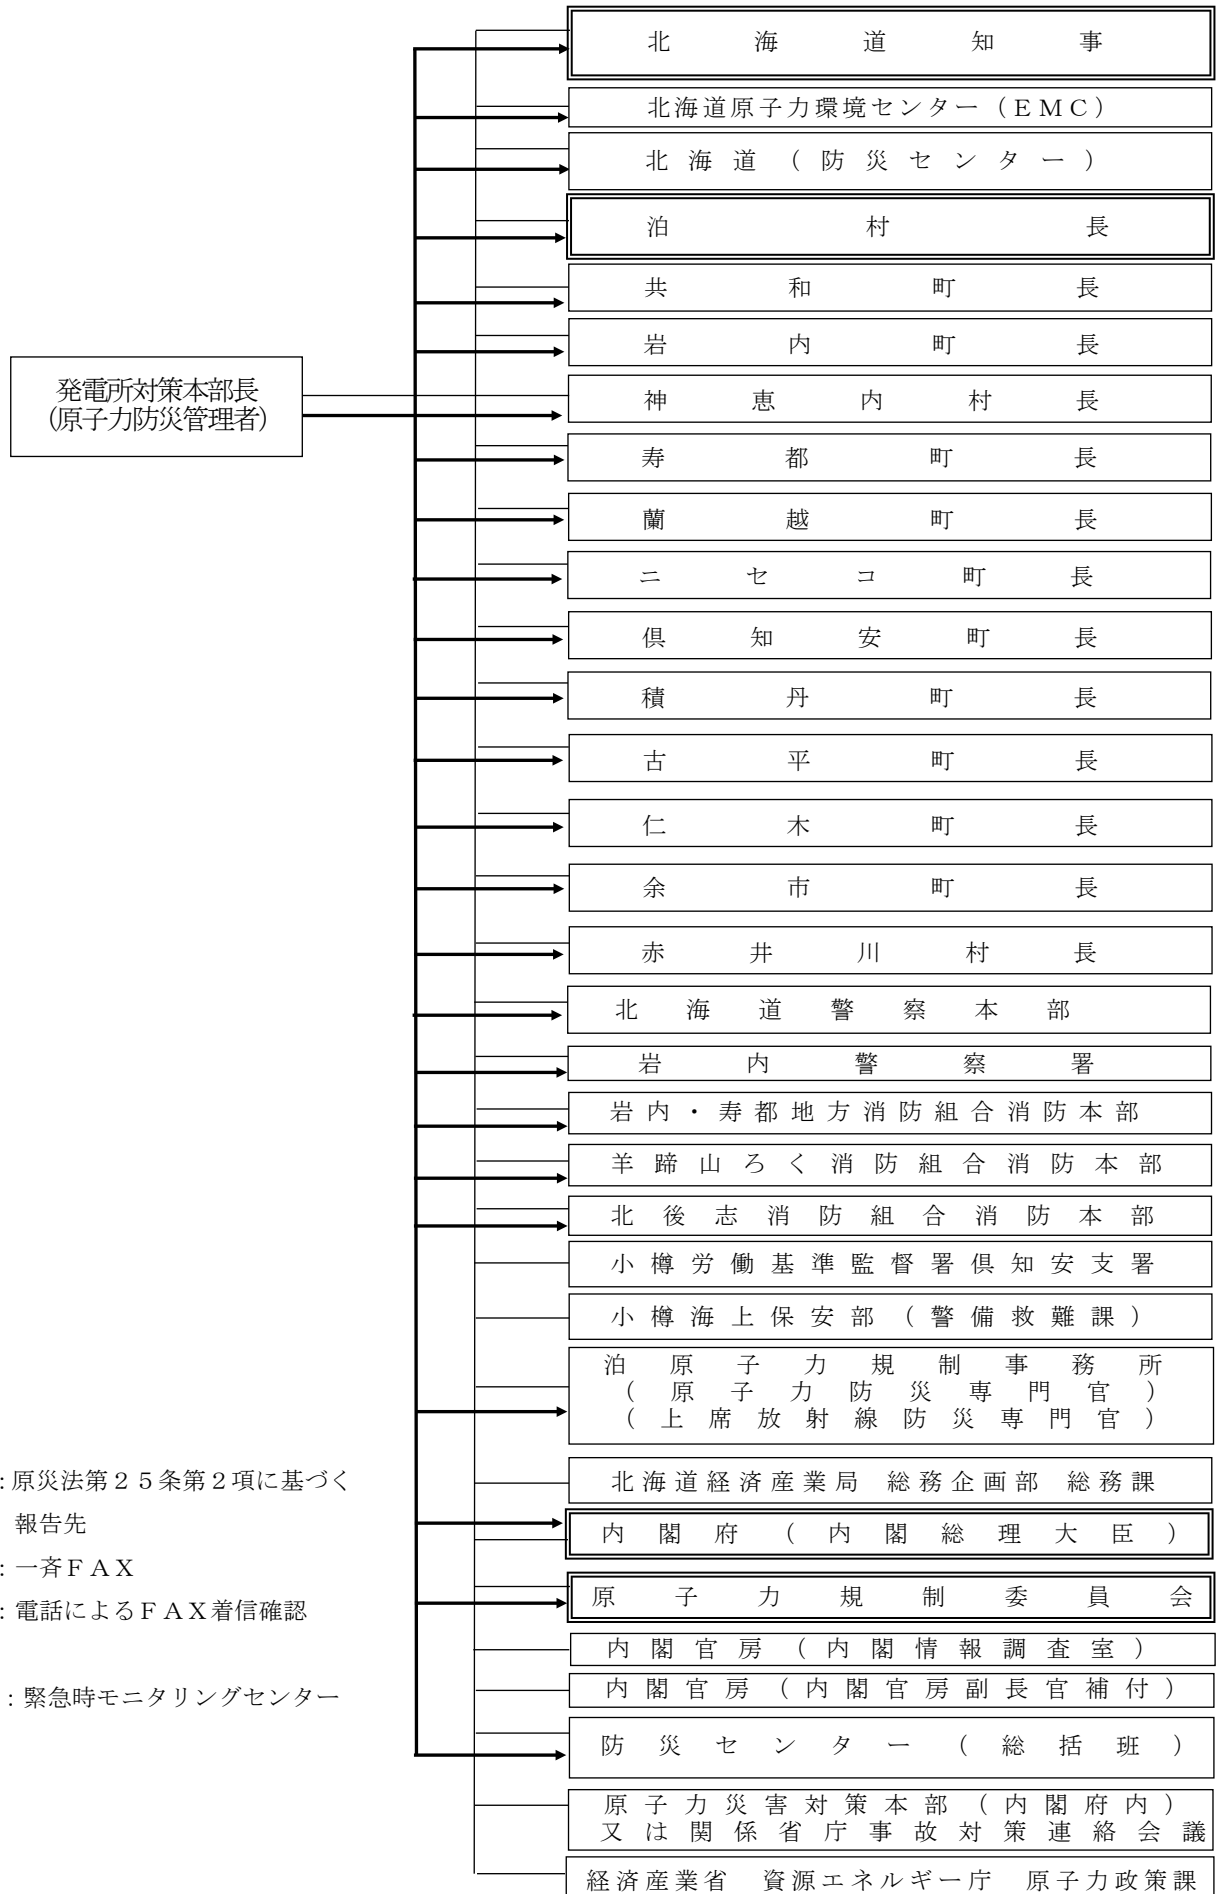 北海道知事
北海道原子力環境センター（ＥＭＣ）
北海道（防災センター）
泊村長
共和町長
岩内町長
発電所対策本部長
(原子力防災管理者)
神恵内村長
寿都町長
蘭越町長
ニセコ町長
倶知安町長
積丹町長
古平町長
仁木町長
余市町長
赤井川村長
北海道警察本部
岩内警察署
岩内・寿都地方消防組合消防本部
羊蹄山ろく消防組合消防本部
北後志消防組合消防本部
小樽労働基準監督署倶知安支署
小樽海上保安部（警備救難課）
泊原子力規制事務所
（原子力防災専門官）
（上席放射線防災専門官）
北海道経済産業局　総務企画部　総務課
内閣府（内閣総理大臣）
原子力規制委員会
内閣官房（内閣情報調査室）
内閣官房（内閣官房副長官補付）
防災センター（総括班）
原子力災害対策本部（内閣府内）
又は関係省庁事故対策連絡会議
経済産業省　資源エネルギー庁　原子力政策課
：原災法第２５条第２項に基づく
報告先
：一斉ＦＡＸ
：電話によるＦＡＸ着信確認
：緊急時モニタリングセンター